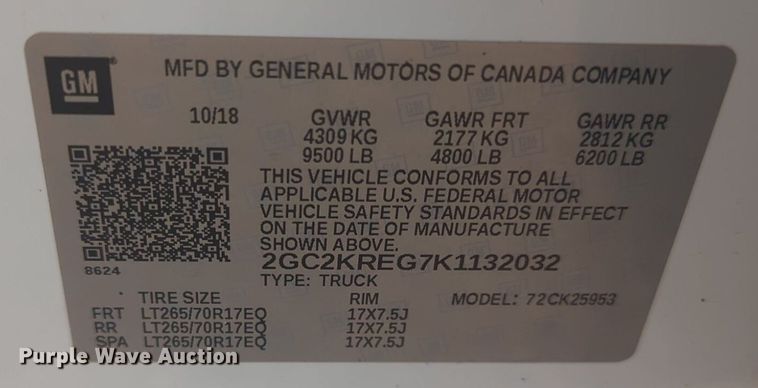 GM
MFD BY GENERAL MOTORS OF CANADA COMPANY
10/18 GVWR GAWR FRT GAWR RR
4309 KG 2177 KG 2812 KG
9500 LB 4800 LB 6200 LB
THIS VEHICLE CONFORMS TO ALL
APPLICABLE U.S. FEDERAL MOTOR
VEHICLE SAFETY STANDARDS IN EFFECT
ON THE DATE OF MANUFACTURE
SHOWN ABOVE.
8624
2GC2KREG7K1132032
TYPE: TRUCK
TIRE SIZE RIM MODEL: 72CK25953
FRT LT265/70R17EQ 17X7.5J
RR LT265/70R17EQ 17X7.5J
SPA LT265/70R17EQ 17X7.5J
Purple Wave Auction